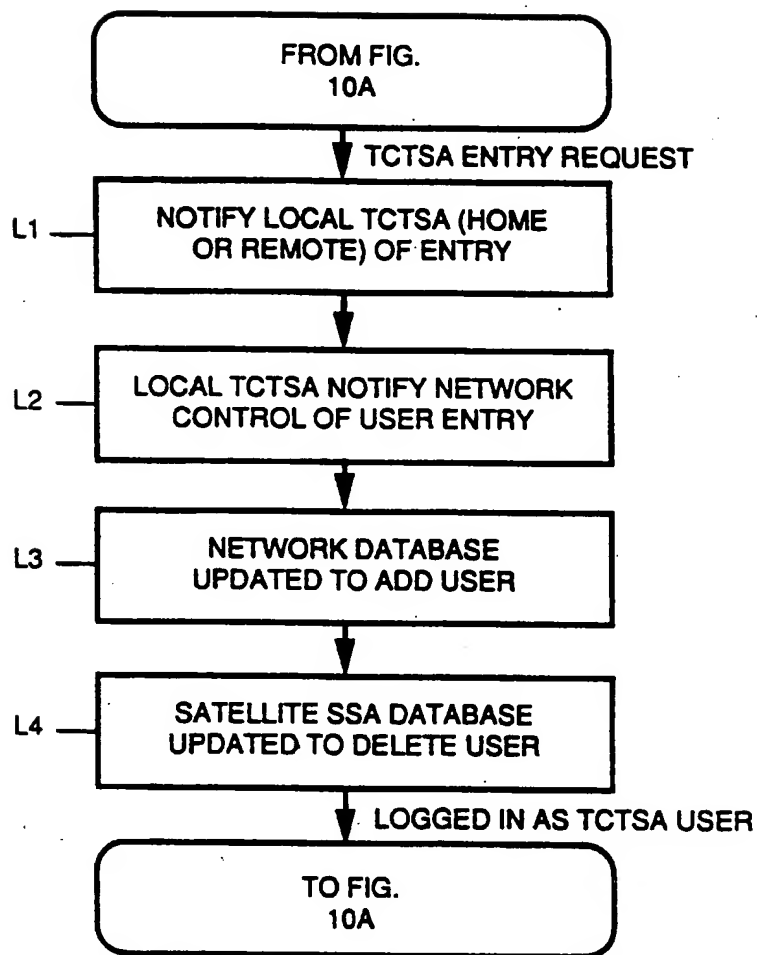 FROM FIG.
10A
TCTSA ENTRY REQUEST
L1
NOTIFY LOCAL TCTSA (HOME
OR REMOTE) OF ENTRY
L2
LOCAL TCTSA NOTIFY NETWORK
CONTROL OF USER ENTRY
L3
NETWORK DATABASE
UPDATED TO ADD USER
L4
SATELLITE SSA DATABASE
UPDATED TO DELETE USER
LOGGED IN AS TCTSA USER
TO FIG.
10A